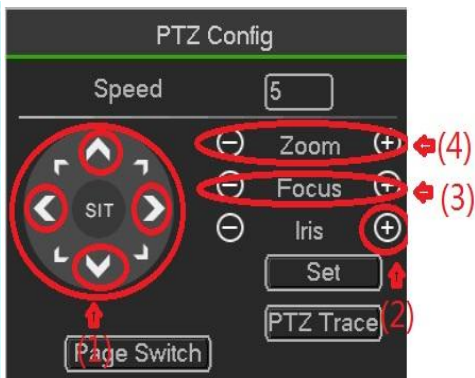 PTZ Config
Speed 5
Zoom (4)
Focus (3)
SIT
Iris
Set
(1) PTZ Trace (2)
Page Switch